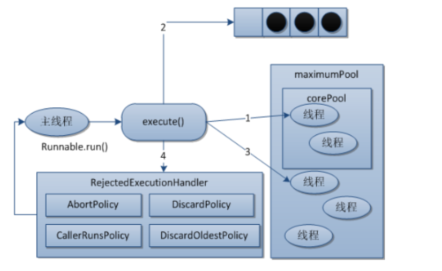 2
maximumPool
corePool
主线程
execute()
1
线程
Runnable.run()
线程
4
3
RejectedExecutionHandler
线程
AbortPolicy
DiscardPolicy
线程
CallerRunsPolicy
DiscardOldestPolicy
线程